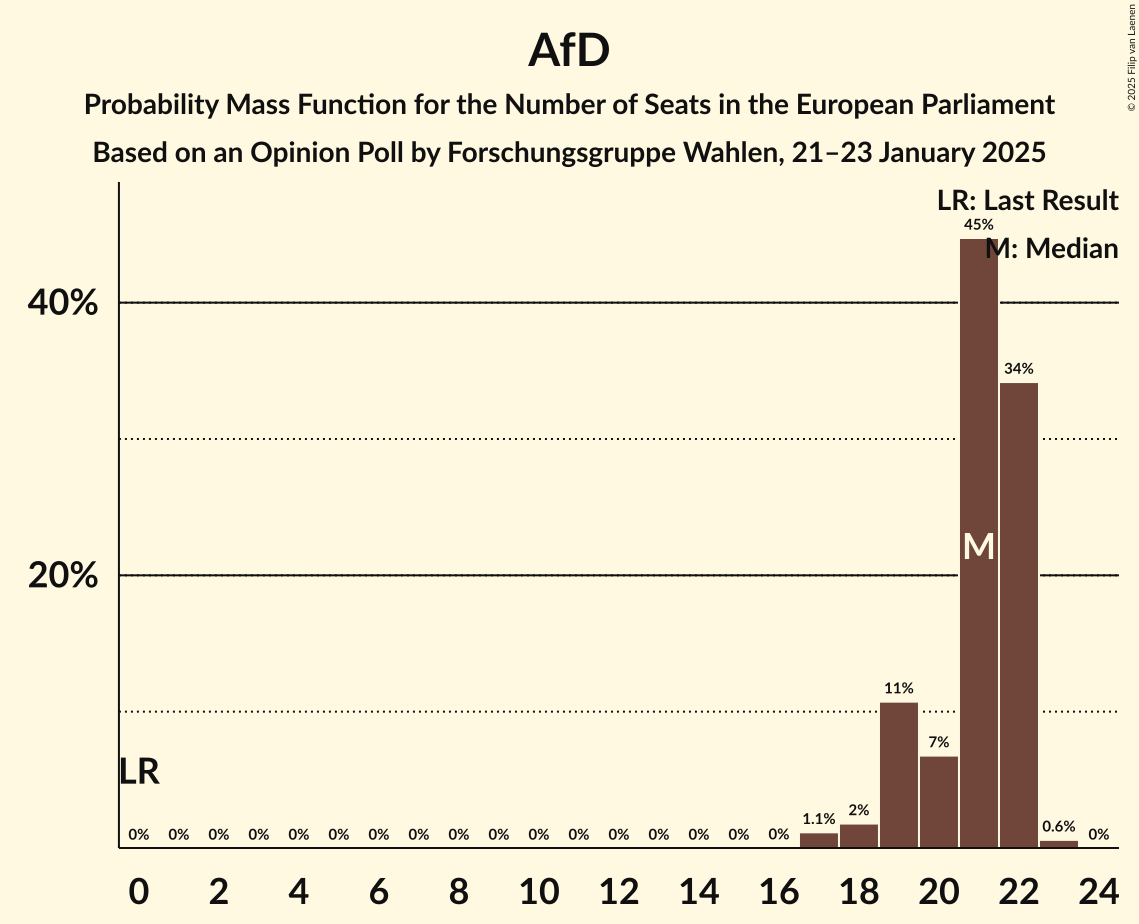 AfD
Probability Mass Function for the Number of Seats in the European Parliament
Based on an Opinion Poll by Forschungsgruppe Wahlen, 21–23 January 2025
© 2025 Filip van Laenen
LR: Last Result
M: Median
45%
40%
34%
M
20%
11%
7%
LR
0% 0% 0% 0% 0% 0% 0% 0% 0% 0% 0% 0% 0% 0% 0% 0% 0% 1.1% 2% 0.6% 0%
0 2 4 6 8 10 12 14 16 18 20 22 24